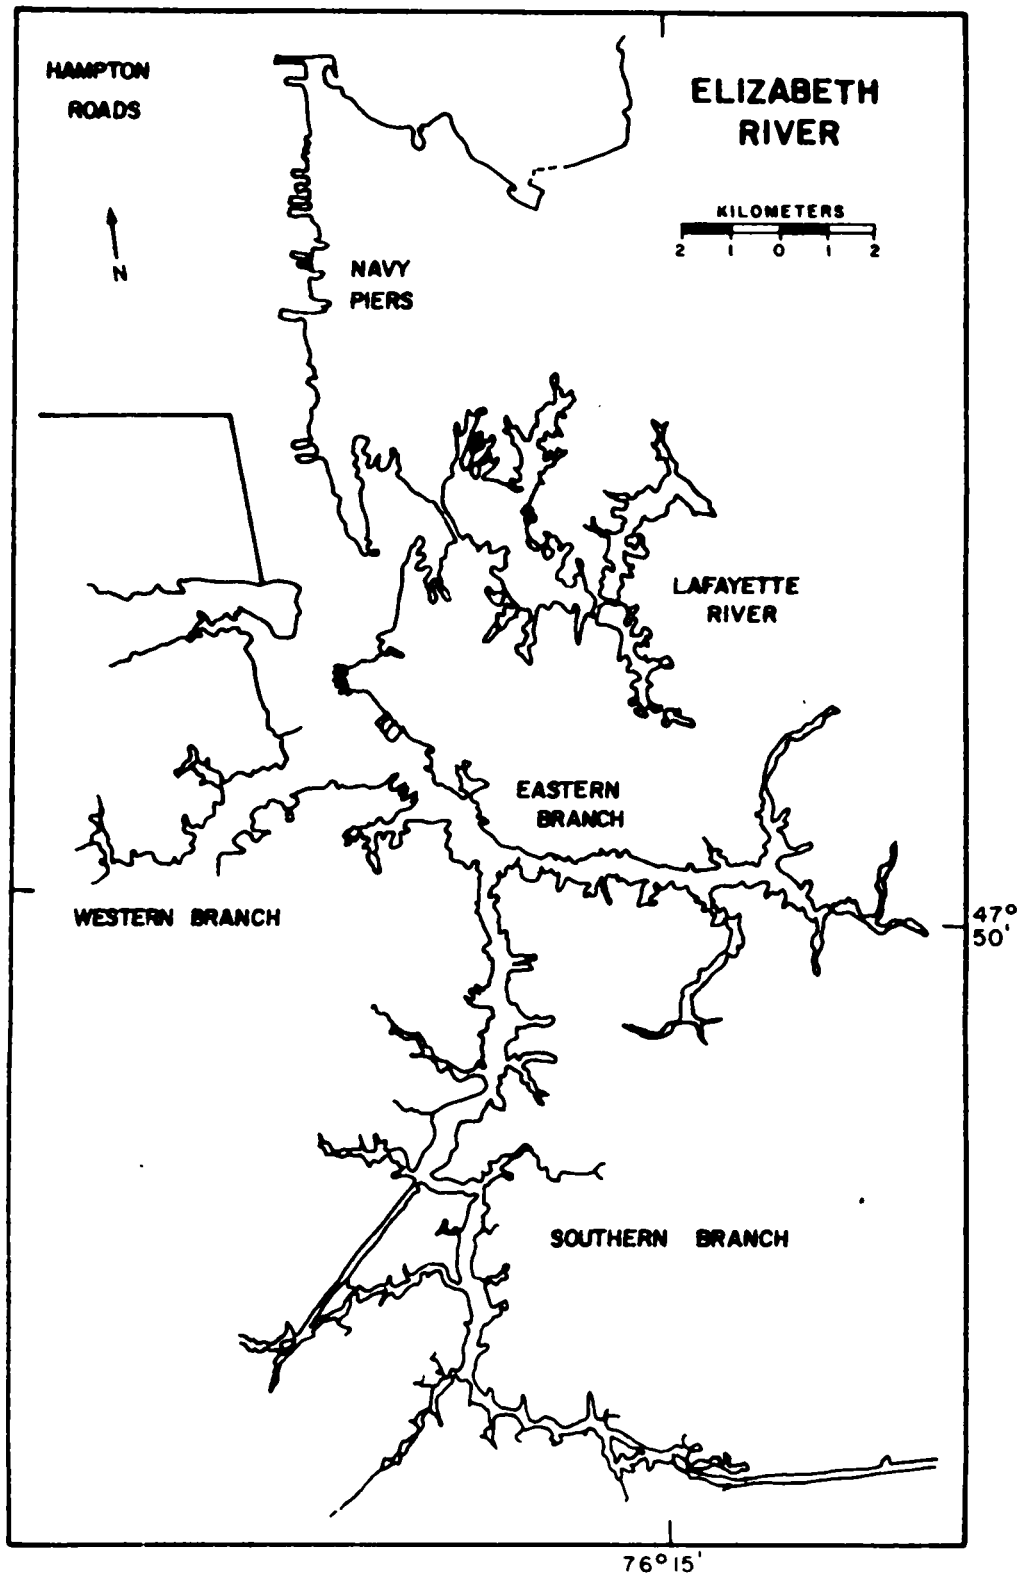 HAMPTON
ROADS
ELIZABETH
RIVER
KILOMETERS
2 1 0 1 2
N
NAVY
PIERS
LAFAYETTE
RIVER
EASTERN
BRANCH
WESTERN BRANCH
47°
50'
SOUTHERN BRANCH
76°15'